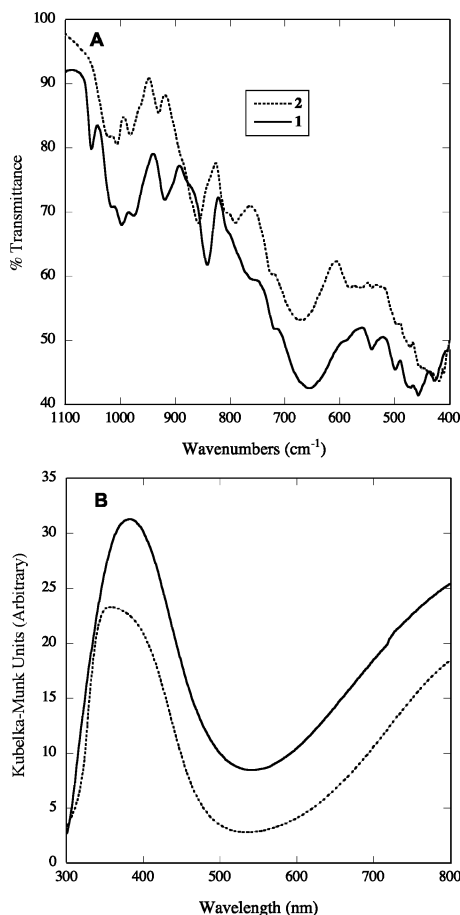 A
2
1
100
90
80
70
60
50
40
% Transmittance
1100 1000 900 800 700 600 500 400
Wavenumbers (cm-1)
B
35
30
25
20
15
10
5
0
Kubelka-Munk Units (Arbitrary)
300 400 500 600 700 800
Wavelength (nm)